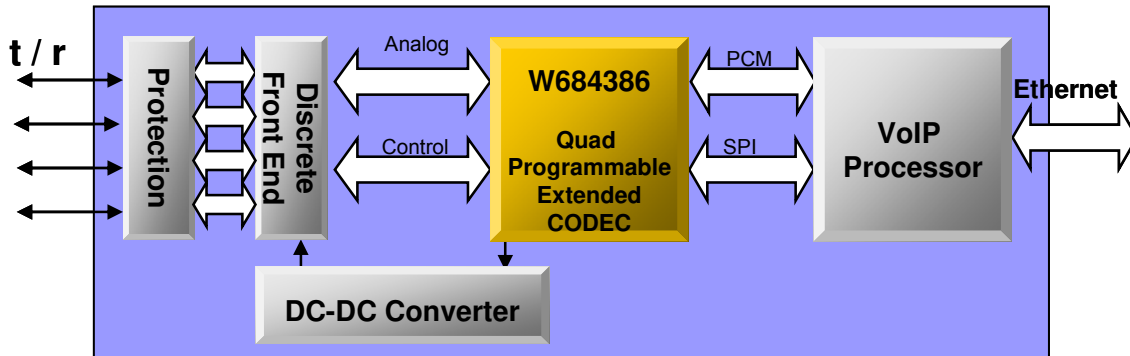 t / r
Protection
Discrete
Front End
Analog
Control
W684386
Quad
Programmable
Extended
CODEC
PCM
SPI
VoIP
Processor
Ethernet
DC-DC Converter